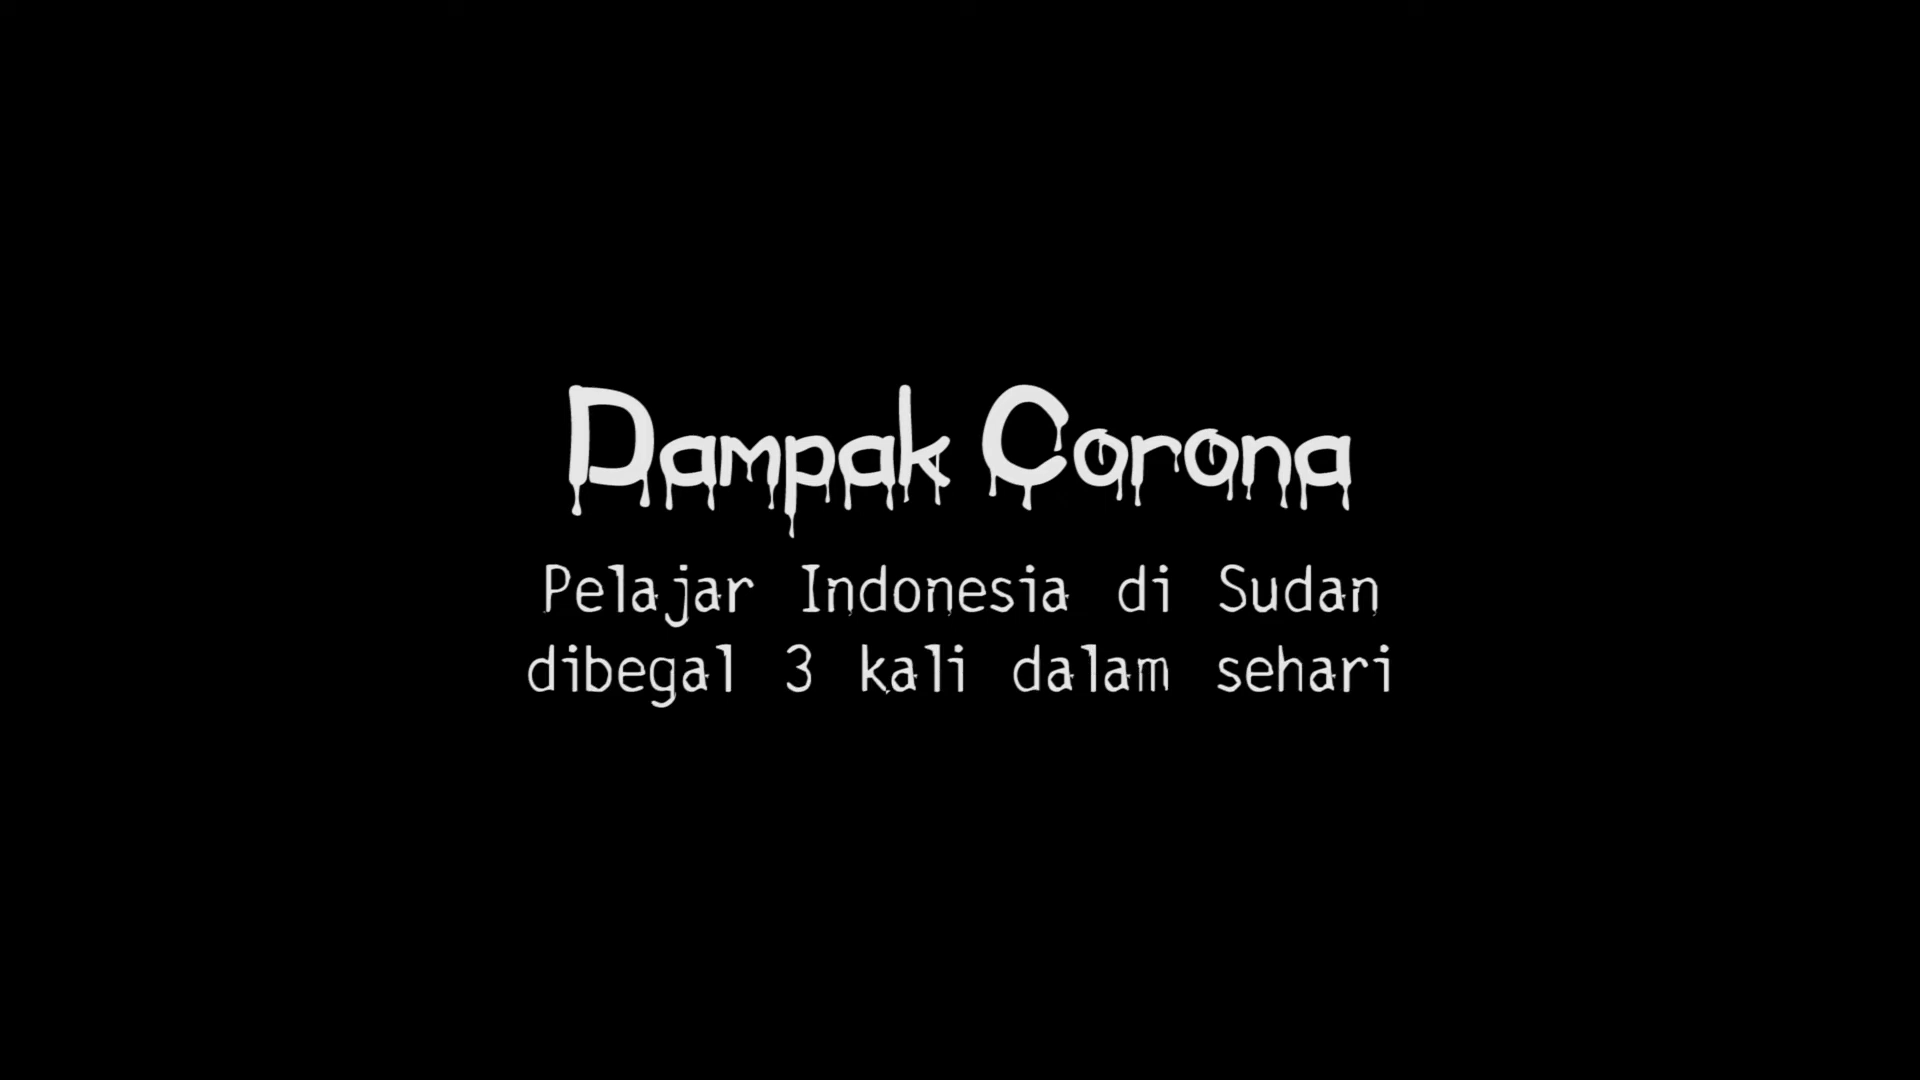 Dampak Corona
Pelajar Indonesia di Sudan
dibegal 3 kali dalam sehari